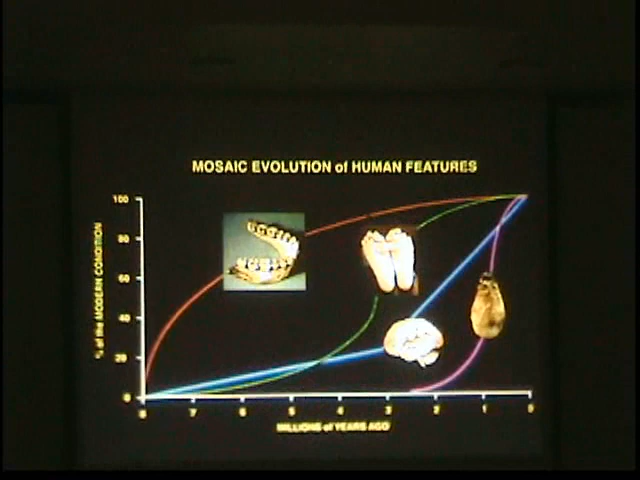 MOSAIC EVOLUTION of HUMAN FEATURES
% of the MODERN CONDITION
100
80
60
40
20
0
8 7 6 5 4 3 2 1 0
MILLIONS of YEARS AGO